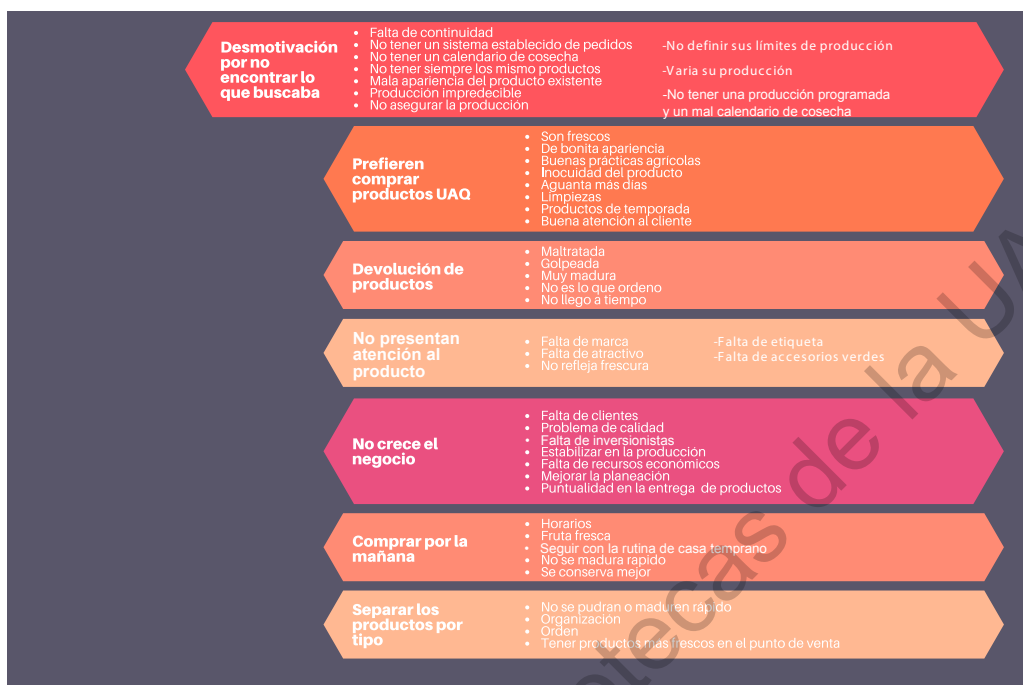 Desmotivación
por no
encontrar lo
que buscaba
Falta de continuidad
No tener un sistema establecido de pedidos
No tener un calendario de cosecha
No tener siempre los mismo productos
Mala apariencia del producto existente
Producción impredecible
No asegurar la producción
-No definir sus límites de producción
-Varia su producción
-No tener una producción programada
y un mal calendario de cosecha
Prefieren
comprar
productos UAQ
Son frescos
De bonita apariencia
Buenas prácticas agrícolas
Inocuidad del producto
Aguanta más días
Limpiezas
Productos de temporada
Buena atención al cliente
Devolución de
productos
Maltratada
Golpeada
Muy madura
No es lo que ordeno
No llego a tiempo
No presentan
atención al
producto
Falta de marca
Falta de atractivo
No refleja frescura
-Falta de etiqueta
-Falta de accesorios verdes
No crece el
negocio
Falta de clientes
Problema de calidad
Falta de inversionistas
Estabilizar en la producción
Falta de recursos económicos
Mejorar la planeación
Puntualidad en la entrega de productos
Comprar por la
mañana
Horarios
Fruta fresca
Seguir con la rutina de casa temprano
No se madura rapido
Se conserva mejor
Separar los
productos por
tipo
No se pudran o maduren rapido
Organización
Orden
Tener productos mas frescos en el punto de venta
de la